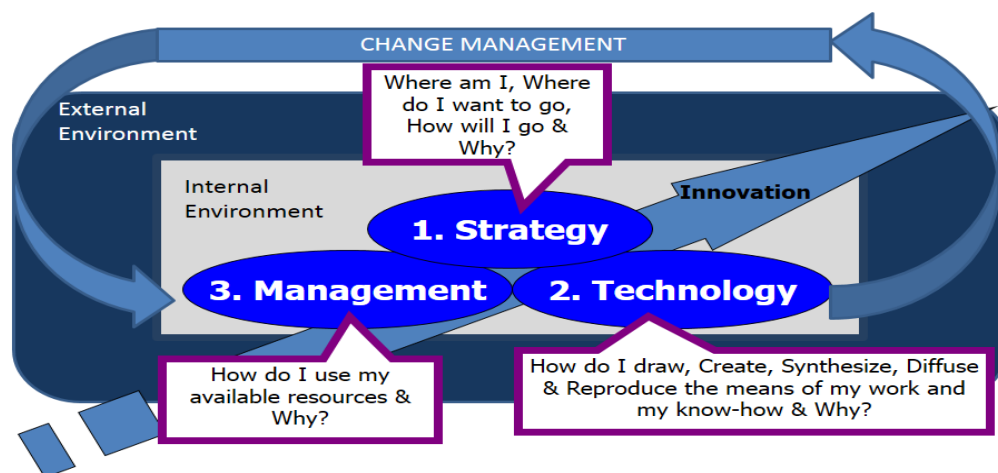 CHANGE MANAGEMENT
Where am I, Where
do I want to go,
How will I go &
Why?
External
Environment
Internal
Environment
Innovation
1. Strategy
3. Management
2. Technology
How do I use my
available resources &
Why?
How do I draw, Create, Synthesize, Diffuse
& Reproduce the means of my work and
my know-how & Why?